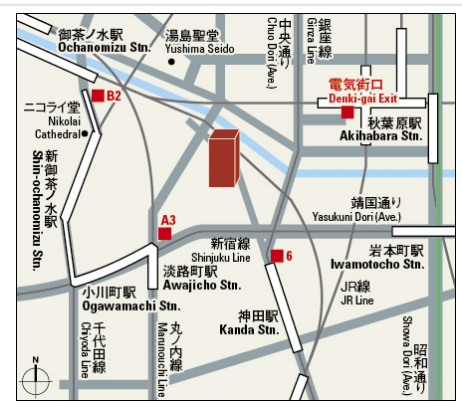 御茶ノ水駅
Ochanomizu Stn.
湯島聖堂
Yushima Seido
中央通り
Chuo Dori (Ave.)
銀座線
Ginza Line
電気街口
Denki-gai Exit
B2
ニコライ堂
Nikolai
Cathedral
秋葉原駅
Akihabara Stn.
新御茶ノ水駅
Shin-ochanomizu Stn.
靖国通り
Yasukuni Dori (Ave.)
A3
新宿線
Shinjuku Line
6
岩本町駅
Iwamotocho Stn.
淡路町駅
Awajicho Stn.
小川町駅
Ogawamachi Stn.
JR線
JR Line
神田駅
Kanda Stn.
千代田線
Chiyoda Line
丸ノ内線
Marunouchi Line
昭和通り
Showa Dori (Ave.)
N